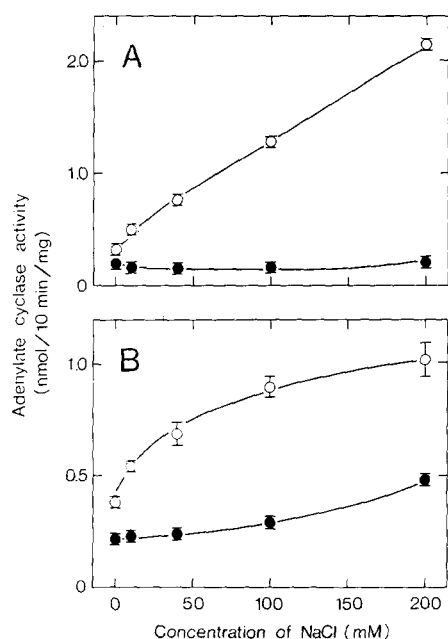 A
2.0
1.0
0
B
1.0
0.5
0
Adenylate cyclase activity
(nmol/10 min/mg)
0 50 100 150 200
Concentration of NaCl (mM)